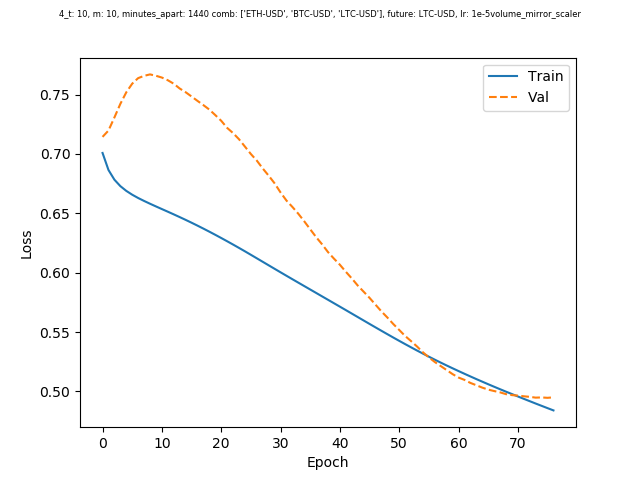 4_t: 10, m: 10, minutes_apart: 1440 comb: ['ETH-USD', 'BTC-USD', 'LTC-USD'], future: LTC-USD, lr: 1e-5volume_mirror_scaler
Train
Val
0.75
0.70
0.65
0.60
0.55
0.50
Loss
0 10 20 30 40 50 60 70
Epoch